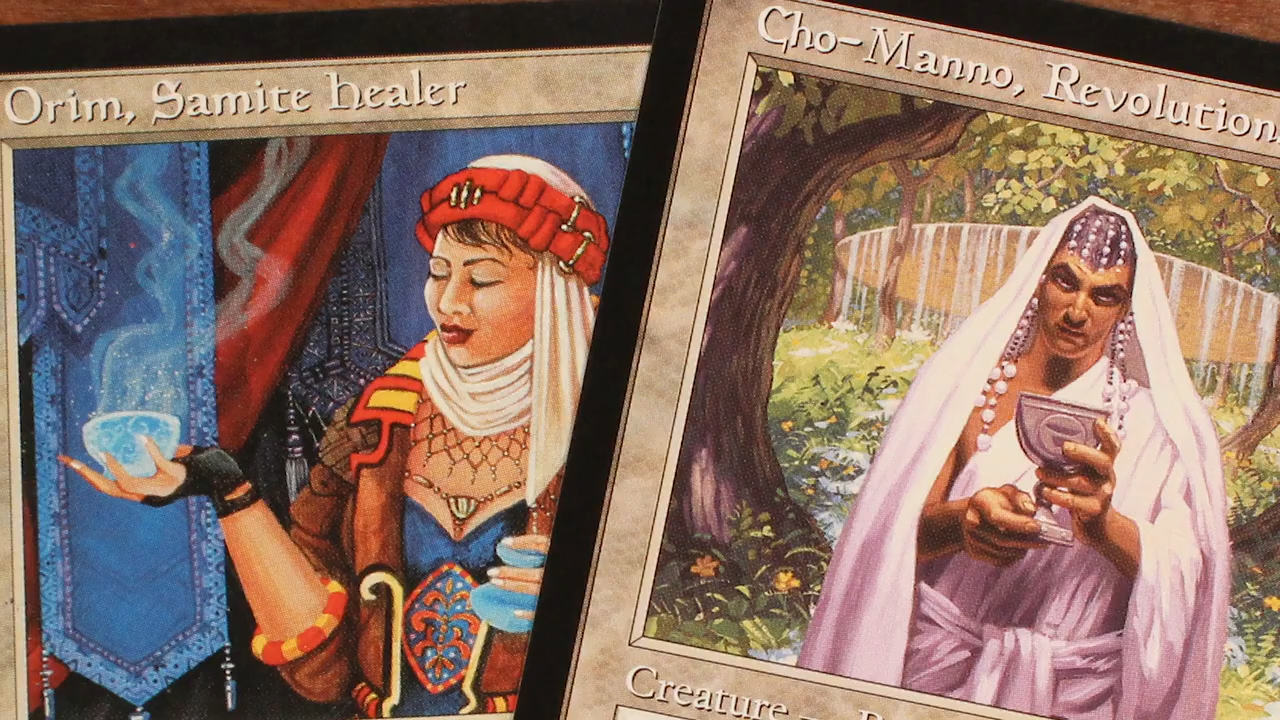 Orim, Samite Healer
Cho-Manno, Revolution
Creature —